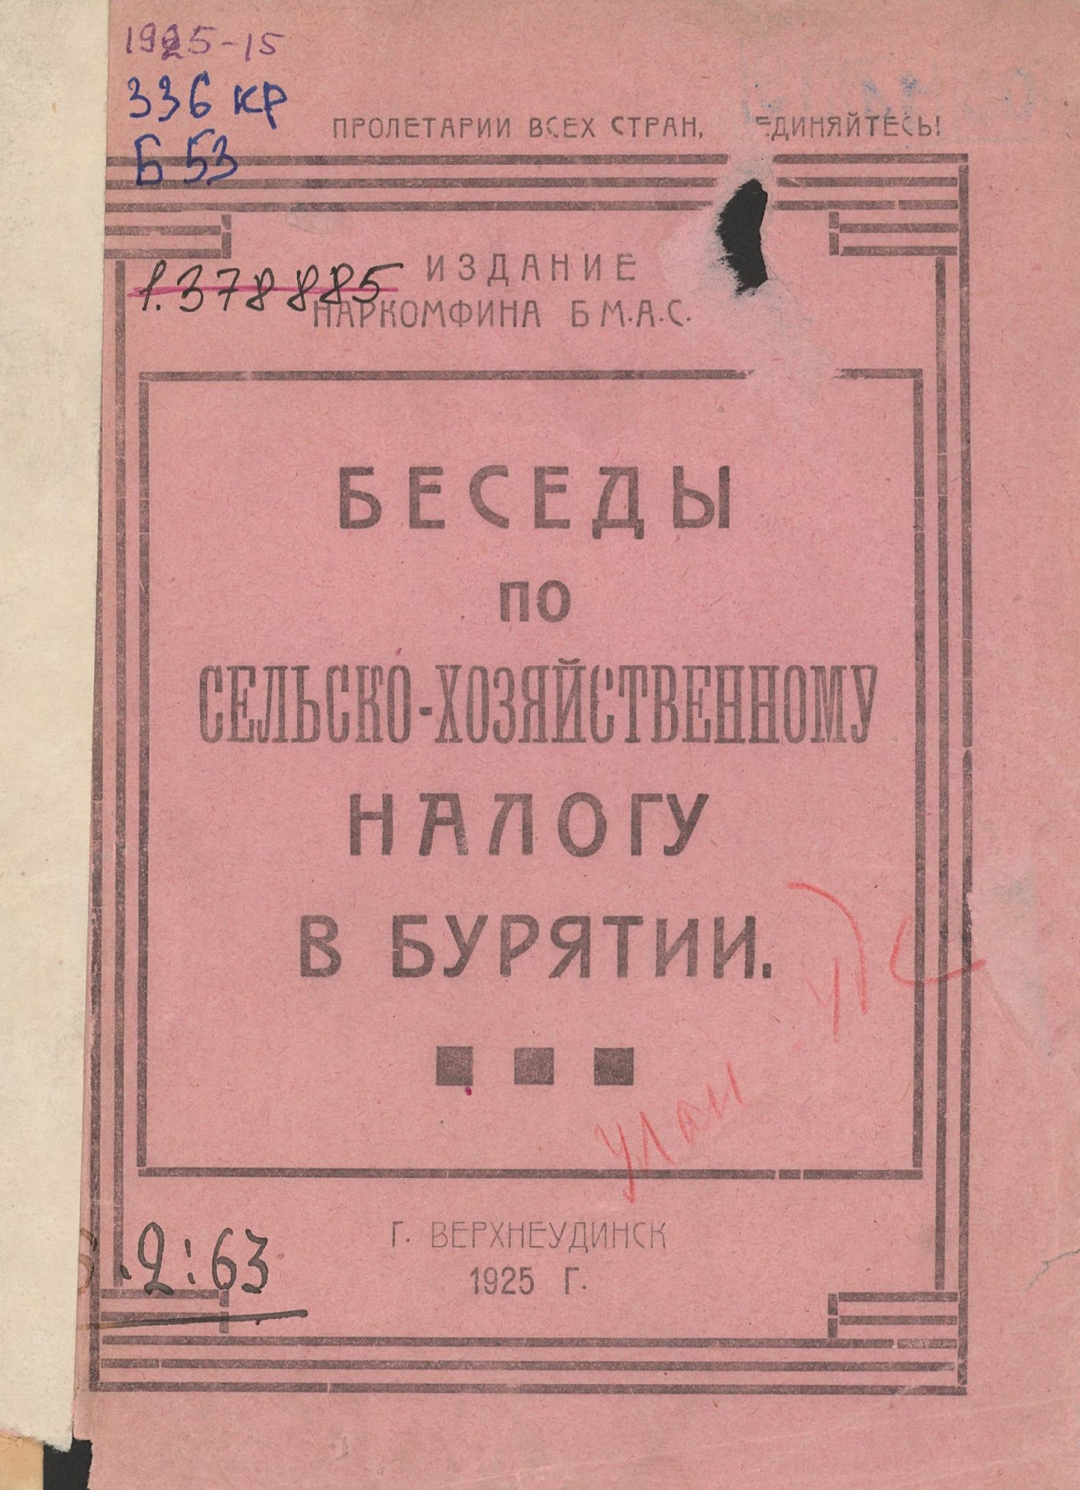 1925-15
336 КР
Б 53
ПРОЛЕТАРИИ ВСЕХ СТРАН, ЕДИНЯЙТЕСЬ!
ИЗДАНИЕ
1.378885
НАРКОМФИНА Б М.А.С.
БЕСЕДЫ
ПО
СЕЛЬСКО-ХОЗЯЙСТВЕННОМУ
НАЛОГУ
В БУРЯТИИ.
Улан
Г. ВЕРХНЕУДИНСК
2:63
1925 Г.